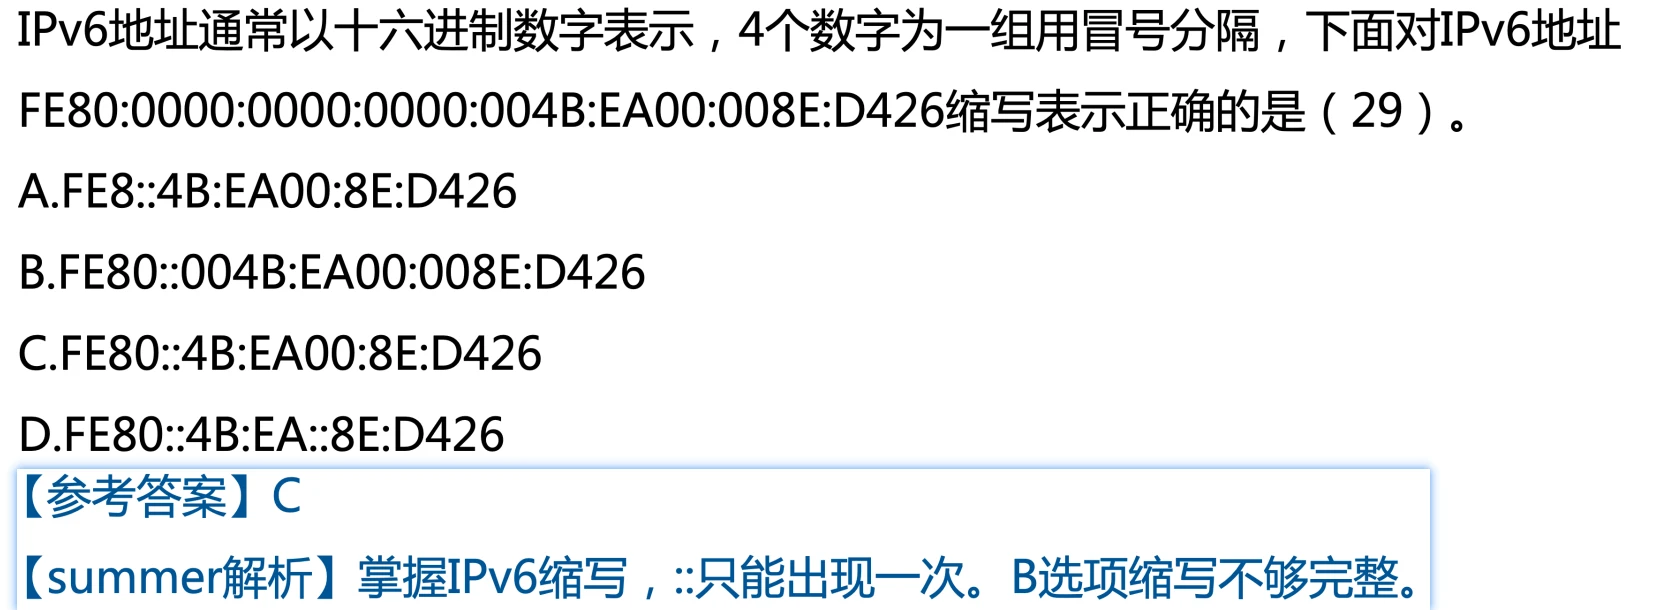 IPv6地址通常以十六进制数字表示，4个数字为一组用冒号分隔，下面对IPv6地址
FE80:0000:0000:0000:004B:EA00:008E:D426缩写表示正确的是（29）。
A.FE8::4B:EA00:8E:D426
B.FE80::004B:EA00:008E:D426
C.FE80::4B:EA00:8E:D426
D.FE80::4B:EA::8E:D426
【参考答案】C
【summer解析】掌握IPv6缩写，::只能出现一次。B选项缩写不够完整。